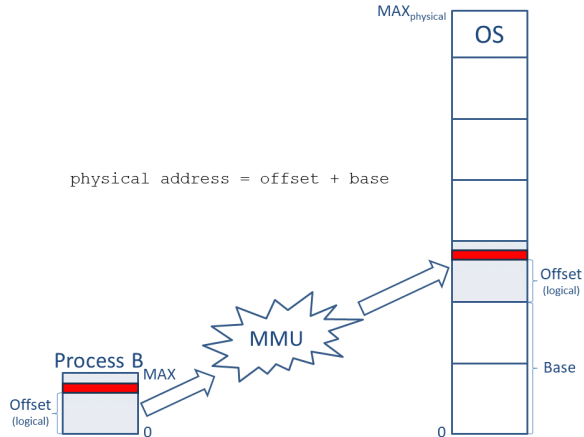 MAXphysical
OS
physical address = offset + base
Offset
(logical)
MMU
Process B
MAX
Base
Offset
(logical)
0
0